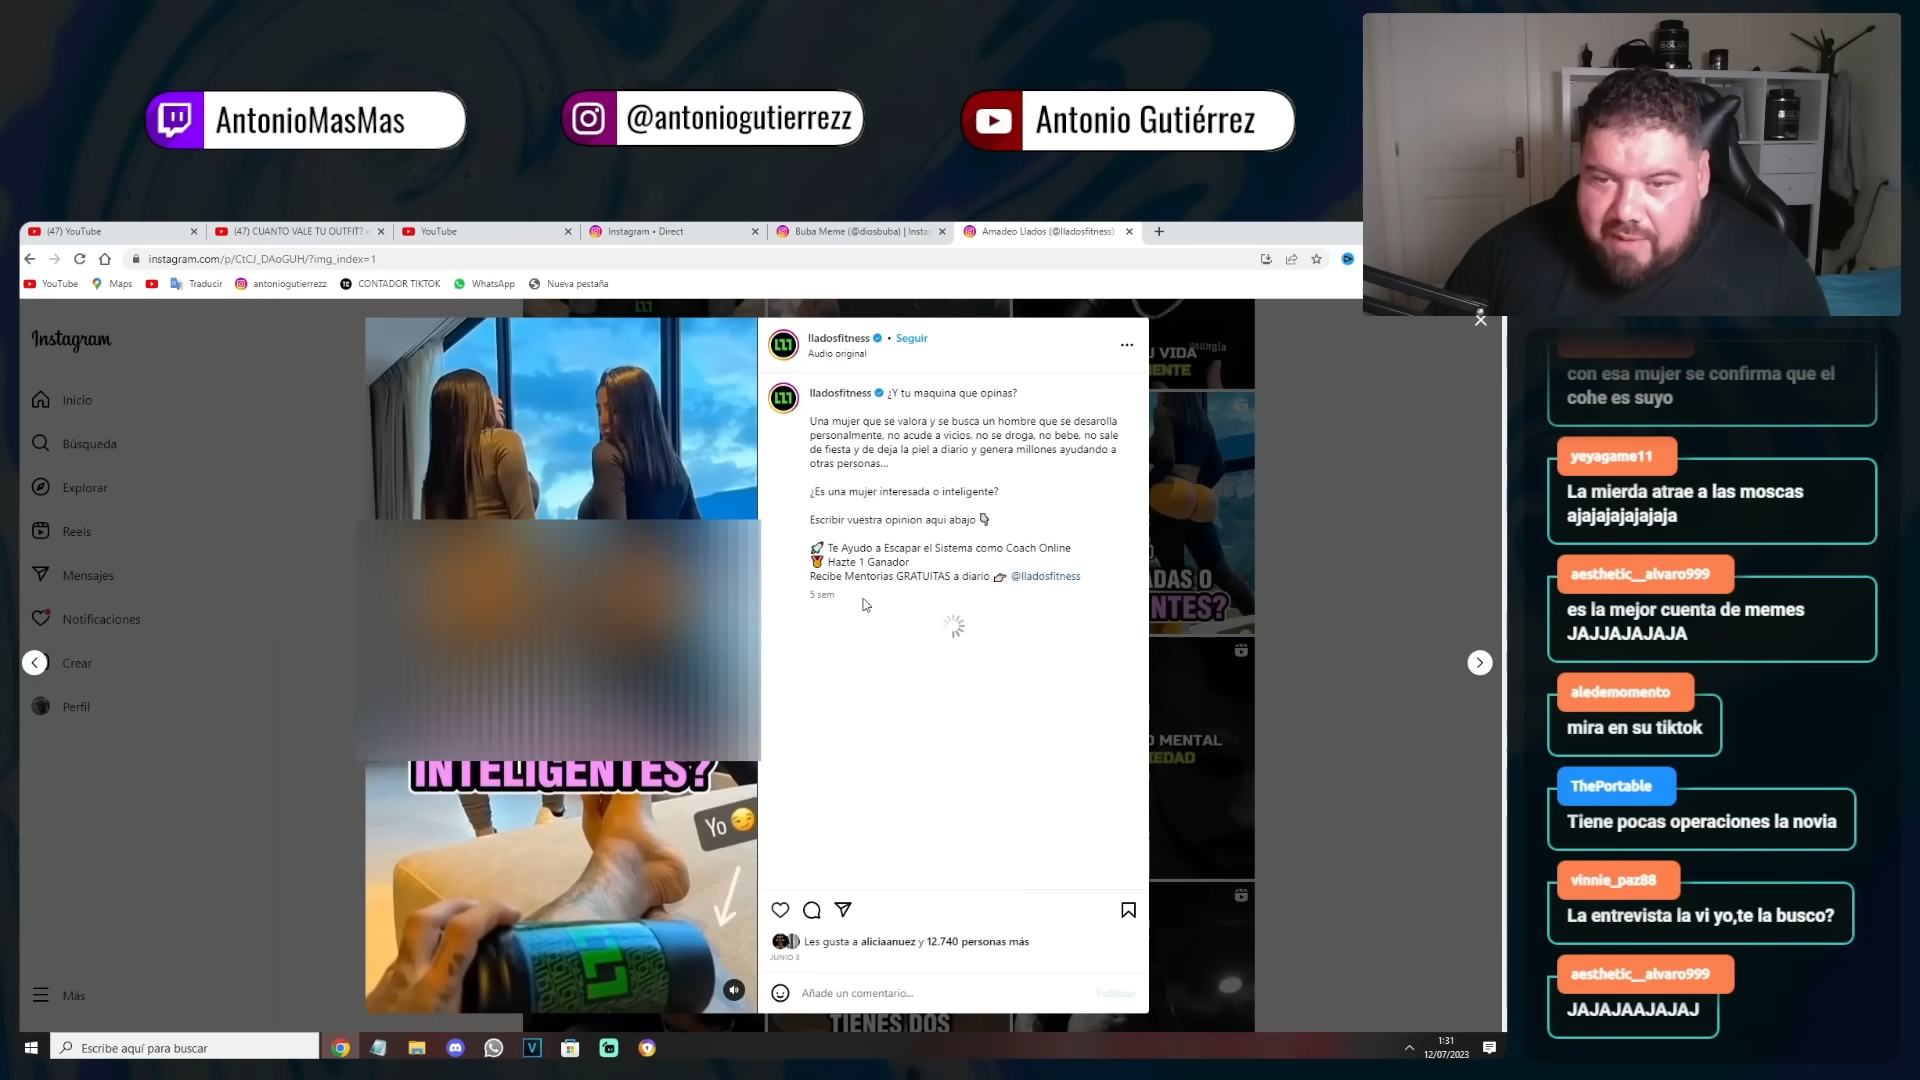 AntonioMasMas
@antoniogutierrezz
Antonio Gutiérrez
(47) YouTube
(47) CUANTO VALE TU OUTFIT?
YouTube
Instagram • Direct
Buba Meme (@diosbuba) | Insta
Amadeo Llados (@lladosfitness)
instagram.com/p/CtCJ_DAoGUH/?img_index=1
YouTube
Maps
Traducir
antoniogutierrezz
CONTADOR TIKTOK
WhatsApp
Nueva pestaña
Instagram
Inicio
Búsqueda
Explorar
Reels
Mensajes
Notificaciones
Crear
Perfil
Más
INTELIGENTES?
Yo
lladosfitness • Seguir
Audio original
lladosfitness ¿Y tu maquina que opinas?
Una mujer que se valora y se busca un hombre que se desarolla
personalmente, no acude a vicios, no se droga, no bebe, no sale
de fiesta y de deja la piel a diario y genera millones ayudando a
otras personas...
¿Es una mujer interesada o inteligente?
Escribir vuestra opinion aqui abajo
Te Ayudo a Escapar el Sistema como Coach Online
Hazte 1 Ganador
Recibe Mentorias GRATUITAS a diario @lladosfitness
5 sem
Les gusta a aliciaanuez y 12.740 personas más
JUNIO 3
Añade un comentario...
Publicar
U VIDA
youngla
ENTE
ADAS O
NTES?
O MENTAL
EDAD
TIENES DOS
con esa mujer se confirma que el
cohe es suyo
yeyagame11
La mierda atrae a las moscas
ajajajajajajaja
aesthetic__alvaro999
es la mejor cuenta de memes
JAJJAJAJAJA
aledemomento
mira en su tiktok
ThePortable
Tiene pocas operaciones la novia
vinnie_paz88
La entrevista la vi yo,te la busco?
aesthetic__alvaro999
JAJAJAAJAJAJ
Escribe aquí para buscar
1:31
12/07/2023